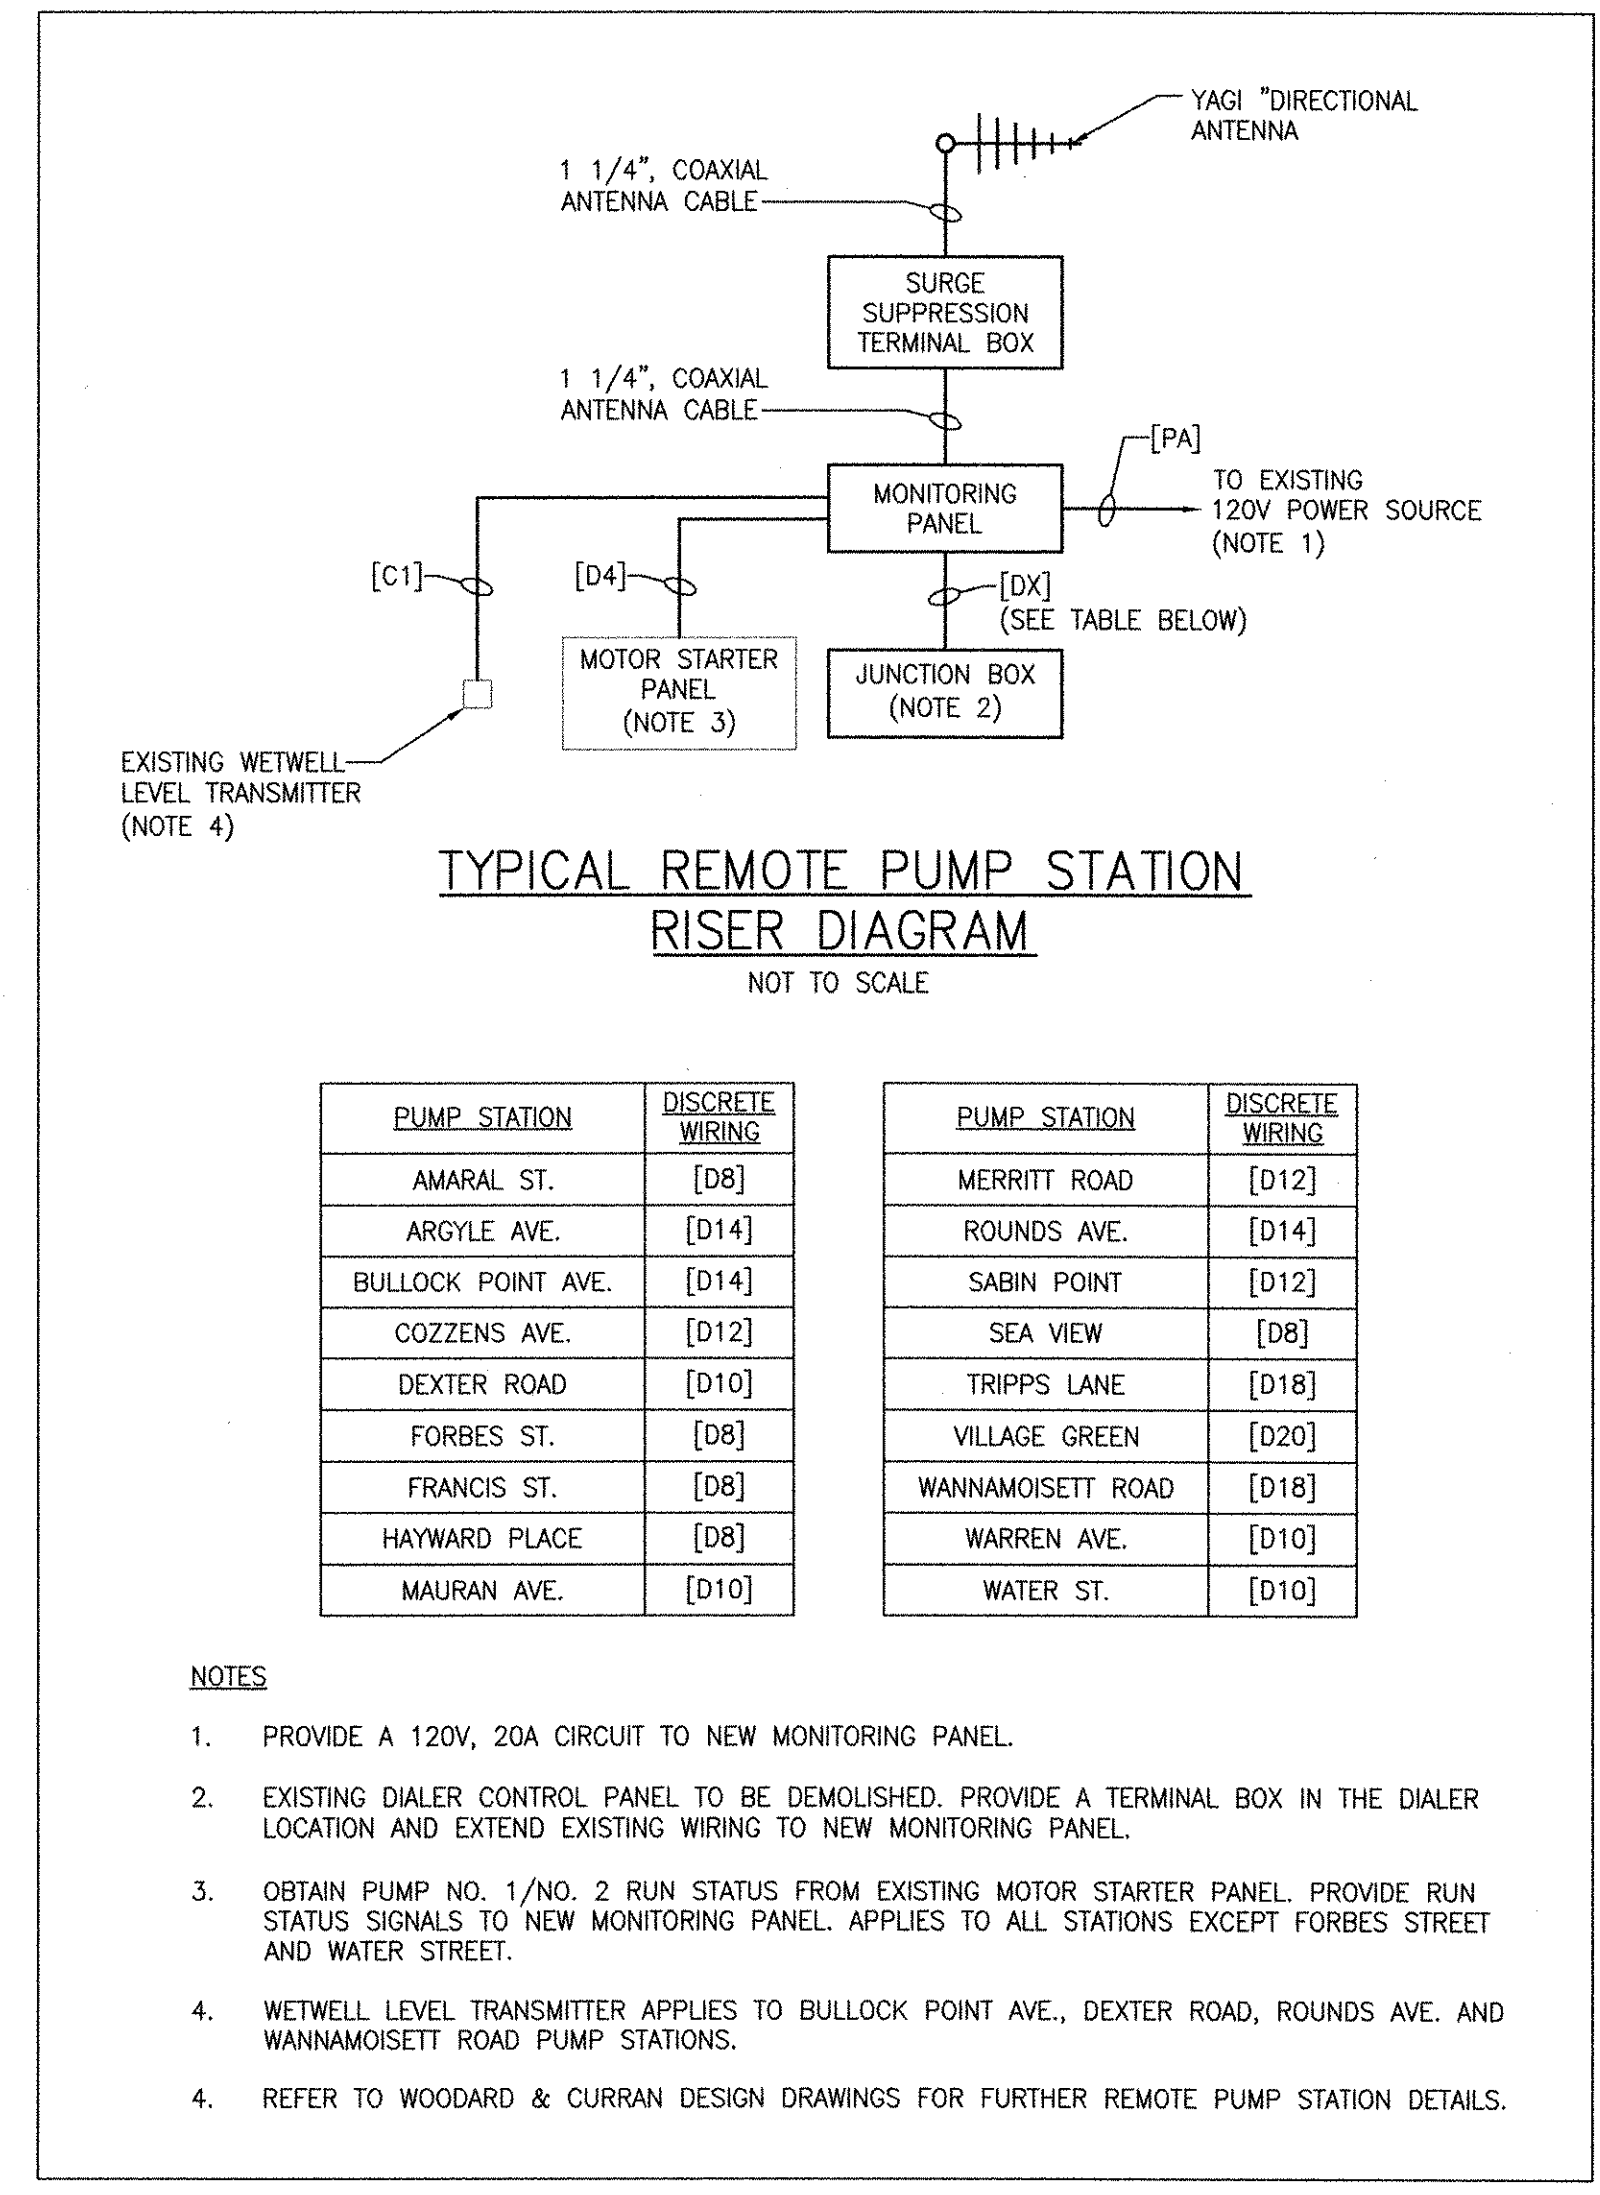 YAGI "DIRECTIONAL
ANTENNA
1 1/4", COAXIAL
ANTENNA CABLE
SURGE
SUPPRESSION
TERMINAL BOX
1 1/4", COAXIAL
ANTENNA CABLE
[PA]
MONITORING
PANEL
TO EXISTING
120V POWER SOURCE
(NOTE 1)
[C1]
[D4]
[DX]
(SEE TABLE BELOW)
MOTOR STARTER
PANEL
(NOTE 3)
JUNCTION BOX
(NOTE 2)
EXISTING WETWELL
LEVEL TRANSMITTER
(NOTE 4)
TYPICAL REMOTE PUMP STATION
RISER DIAGRAM
NOT TO SCALE
PUMP STATION DISCRETE
WIRING
AMARAL ST. [D8]
ARGYLE AVE. [D14]
BULLOCK POINT AVE. [D14]
COZZENS AVE. [D12]
DEXTER ROAD [D10]
FORBES ST. [D8]
FRANCIS ST. [D8]
HAYWARD PLACE [D8]
MAURAN AVE. [D10]
PUMP STATION DISCRETE
WIRING
MERRITT ROAD [D12]
ROUNDS AVE. [D14]
SABIN POINT [D12]
SEA VIEW [D8]
TRIPPS LANE [D18]
VILLAGE GREEN [D20]
WANNAMOISETT ROAD [D18]
WARREN AVE. [D10]
WATER ST. [D10]
NOTES
1. PROVIDE A 120V, 20A CIRCUIT TO NEW MONITORING PANEL.
2. EXISTING DIALER CONTROL PANEL TO BE DEMOLISHED. PROVIDE A TERMINAL BOX IN THE DIALER
LOCATION AND EXTEND EXISTING WIRING TO NEW MONITORING PANEL.
3. OBTAIN PUMP NO. 1/NO. 2 RUN STATUS FROM EXISTING MOTOR STARTER PANEL. PROVIDE RUN
STATUS SIGNALS TO NEW MONITORING PANEL. APPLIES TO ALL STATIONS EXCEPT FORBES STREET
AND WATER STREET.
4. WETWELL LEVEL TRANSMITTER APPLIES TO BULLOCK POINT AVE., DEXTER ROAD, ROUNDS AVE. AND
WANNAMOISETT ROAD PUMP STATIONS.
4. REFER TO WOODARD & CURRAN DESIGN DRAWINGS FOR FURTHER REMOTE PUMP STATION DETAILS.